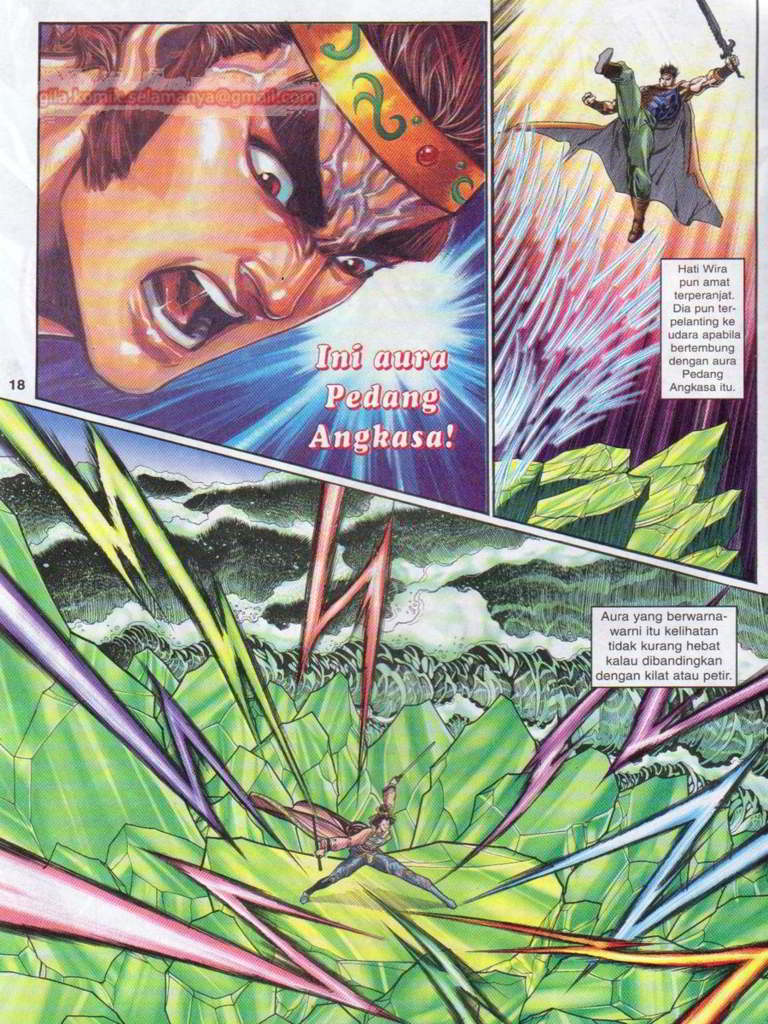 gila.komik.selamanya@gmail.com
Ini aura
Pedang
Angkasa!
Hati Wira
pun amat
terperanjat.
Dia pun ter-
pelanting ke
udara apabila
bertembung
dengan aura
Pedang
Angkasa itu.
18
Aura yang berwarna-
warni itu kelihatan
tidak kurang hebat
kalau dibandingkan
dengan kilat atau petir.